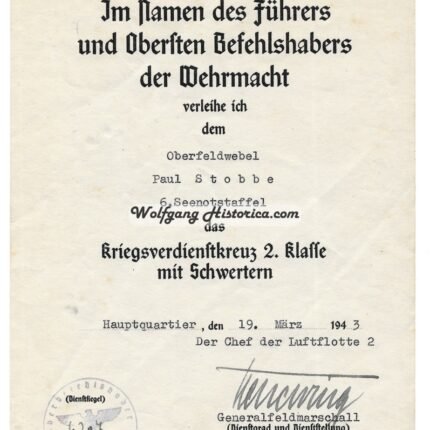 Im Namen des Führers
und Obersten Befehlshabers
der Wehrmacht
verleihe ich
dem
Oberfeldwebel
Paul Stobbe
6.Seenotstaffel
Wolfgang Historica.com
das
Kriegsverdienstkreuz 2. Klasse
mit Schwertern
Hauptquartier, den 19. März 1943
Der Chef der Luftflotte 2
(Dienstsiegel)
Generalfeldmarschall
(Dienstgrad und Dienststellung)